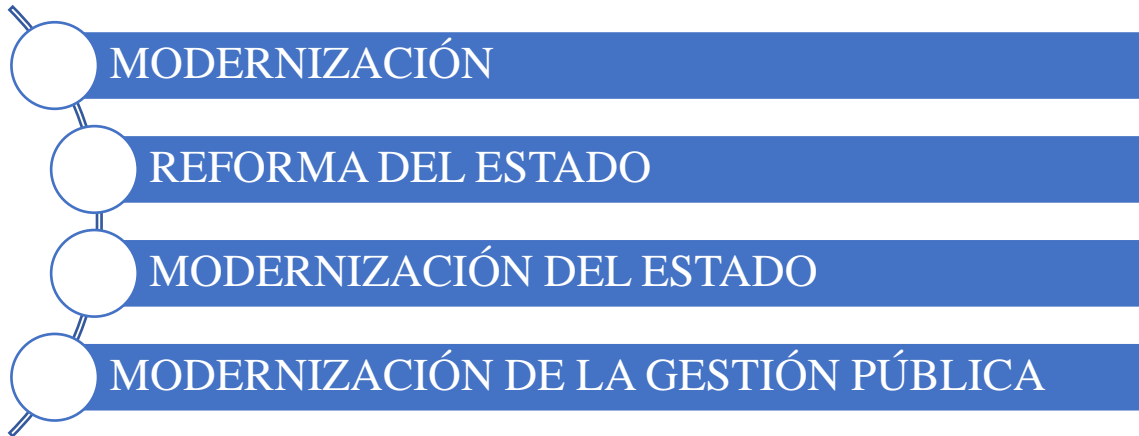 MODERNIZACIÓN
REFORMA DEL ESTADO
MODERNIZACIÓN DEL ESTADO
MODERNIZACIÓN DE LA GESTIÓN PÚBLICA